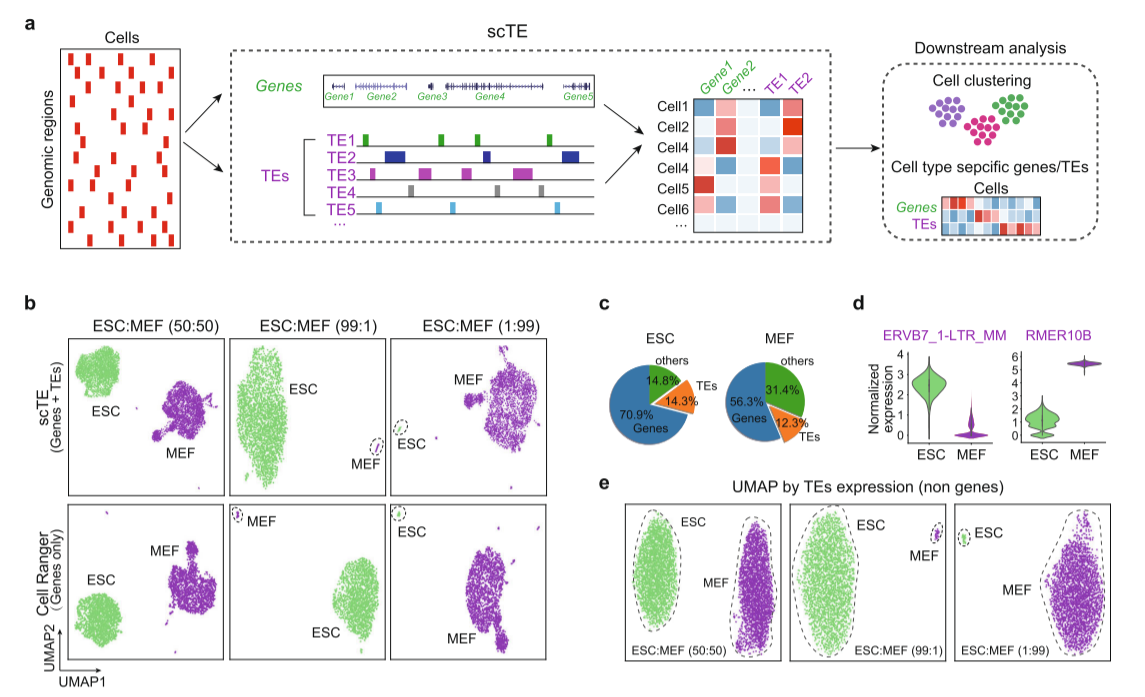 a
Cells
Genomic regions
scTE
Genes
Gene1 Gene2 Gene3 Gene4 Gene5
TEs
TE1
TE2
TE3
TE4
TE5
...
Gene1 Gene2 ... TE1 TE2
Cell1
Cell2
Cell4
Cell4
Cell5
Cell6
...
Downstream analysis
Cell clustering
Cell type sepcific genes/TEs
Cells
Genes
TEs
b
ESC:MEF (50:50) ESC:MEF (99:1) ESC:MEF (1:99)
scTE
(Genes + TEs)
ESC
MEF
ESC
MEF
MEF
ESC
Cell Ranger
(Genes only)
ESC
MEF
MEF
ESC
ESC
MEF
UMAP2
UMAP1
c
ESC
others
14.8%
TEs
14.3%
70.9%
Genes
MEF
others
31.4%
56.3%
Genes
12.3%
TEs
d
ERVB7_1-LTR_MM RMER10B
Normalized
expression
4
3
2
1
0
ESC MEF
6
5
4
3
2
1
0
ESC MEF
e
UMAP by TEs expression (non genes)
ESC
MEF
ESC:MEF (50:50)
ESC
MEF
ESC:MEF (99:1)
ESC
MEF
ESC:MEF (1:99)